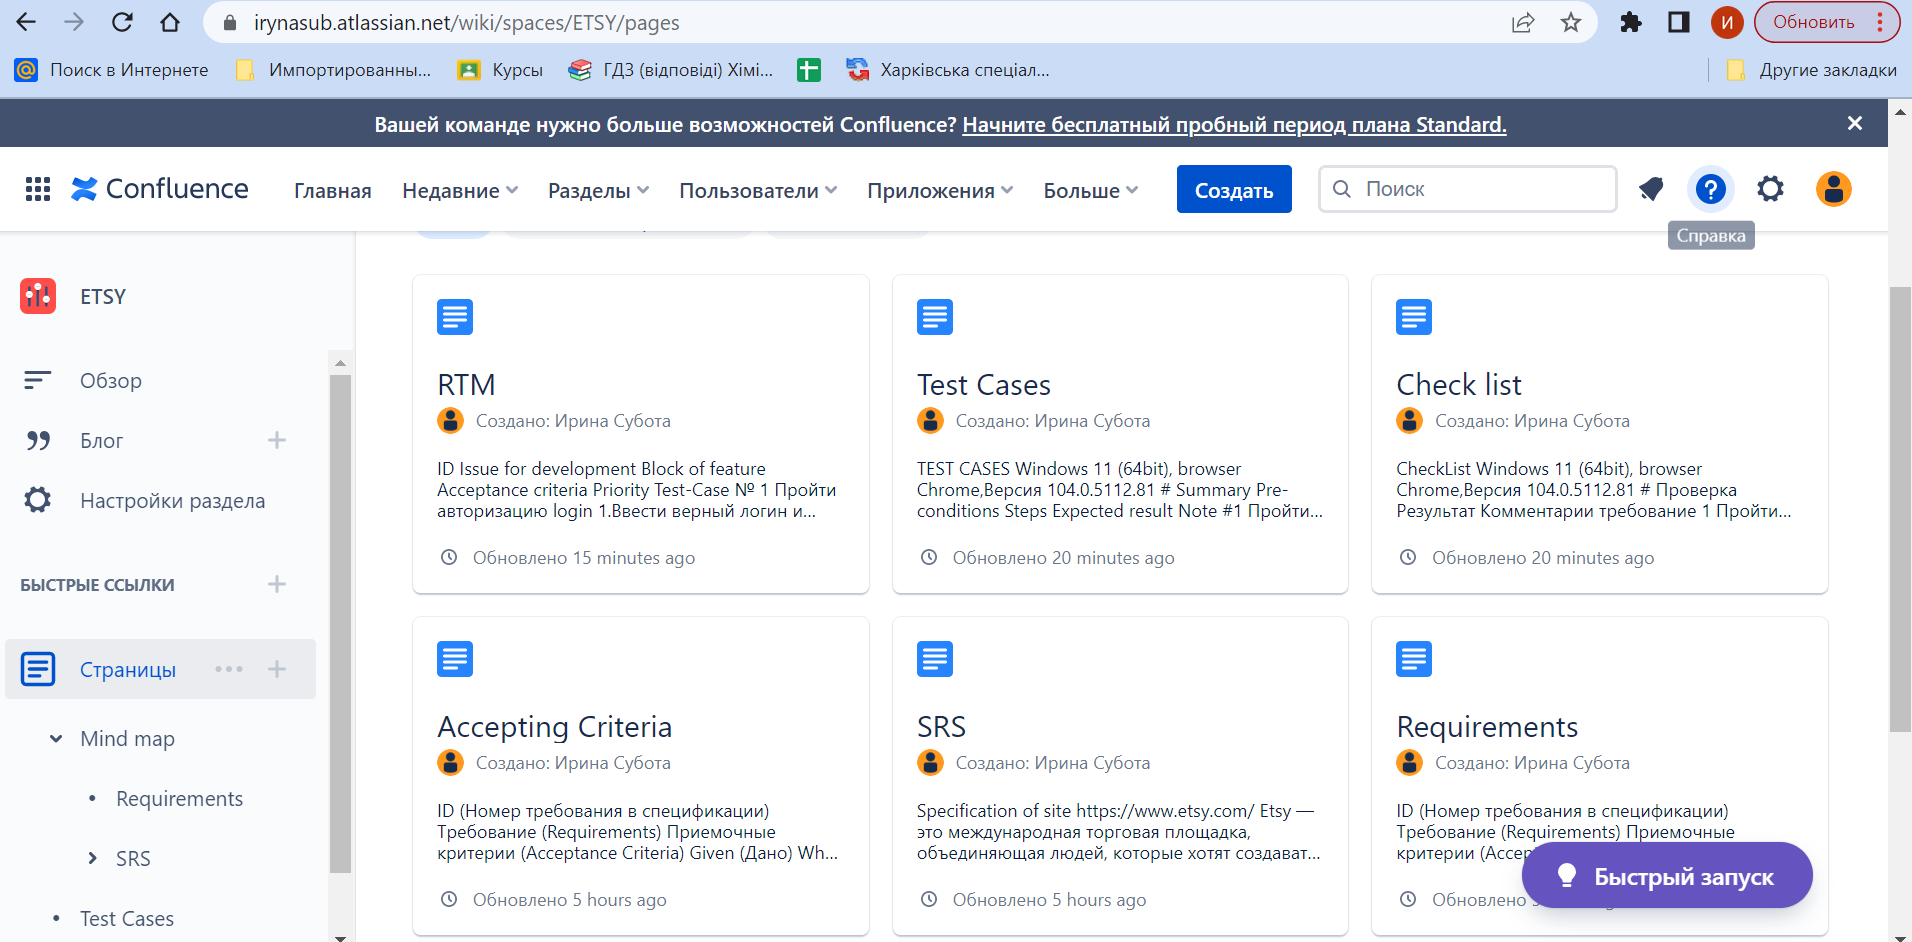 irynasub.atlassian.net/wiki/spaces/ETSY/pages
И
Обновить
Поиск в Интернете
Импортированны...
Курсы
ГДЗ (відповіді) Хімі...
Харківська спеціал...
Другие закладки
Вашей команде нужно больше возможностей Confluence? Начните бесплатный пробный период плана Standard.
Confluence
Главная
Недавние
Разделы
Пользователи
Приложения
Больше
Создать
Поиск
Справка
ETSY
Обзор
Блог
Настройки раздела
БЫСТРЫЕ ССЫЛКИ
Страницы
Mind map
Requirements
SRS
Test Cases
RTM
Создано: Ирина Субота
ID Issue for development Block of feature
Acceptance criteria Priority Test-Case № 1 Пройти
авторизацию login 1.Ввести верный логин и...
Обновлено 15 minutes ago
Test Cases
Создано: Ирина Субота
TEST CASES Windows 11 (64bit), browser
Chrome,Версия 104.0.5112.81 # Summary Pre-
conditions Steps Expected result Note #1 Пройти...
Обновлено 20 minutes ago
Check list
Создано: Ирина Субота
CheckList Windows 11 (64bit), browser
Chrome,Версия 104.0.5112.81 # Проверка
Результат Комментарии требование 1 Пройти...
Обновлено 20 minutes ago
Accepting Criteria
Создано: Ирина Субота
ID (Номер требования в спецификации)
Требование (Requirements) Приемочные
критерии (Acceptance Criteria) Given (Дано) Wh...
Обновлено 5 hours ago
SRS
Создано: Ирина Субота
Specification of site https://www.etsy.com/ Etsy —
это международная торговая площадка,
объединяющая людей, которые хотят создават...
Обновлено 5 hours ago
Requirements
Создано: Ирина Субота
ID (Номер требования в спецификации)
Требование (Requirements) Приемочные
критерии
Обновлено
Быстрый запуск